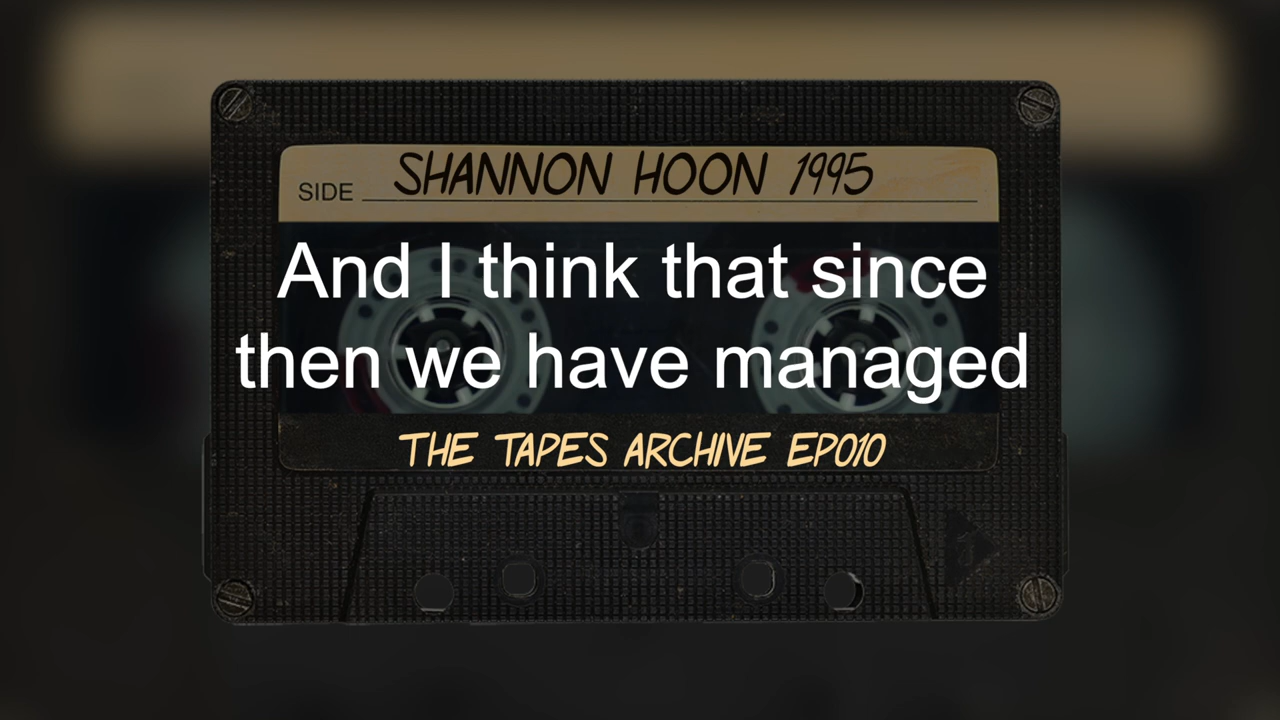 SHANNON HOON 1995
SIDE
And I think that since
then we have managed
THE TAPES ARCHIVE EP010